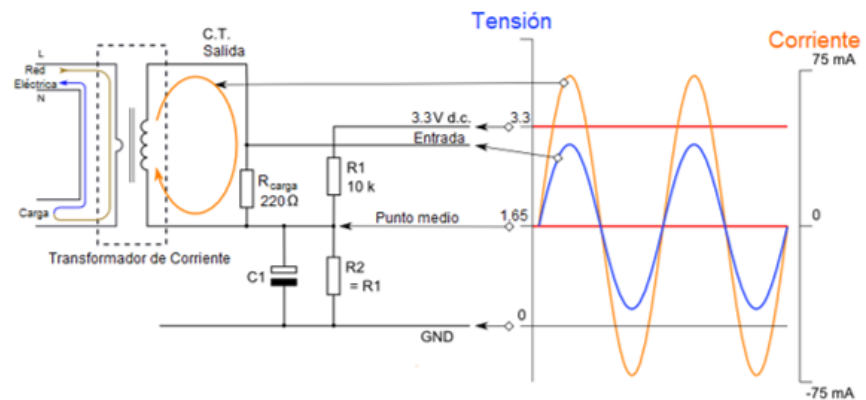 Tensión
Corriente
C.T.
Salida
L
Red
Eléctrica
N
Carga
Transformador de Corriente
3.3V d.c.
Entrada
Rcarga
220Ω
R1
10 k
Punto medio
C1
R2
= R1
GND
3.3
1,65
0
75 mA
0
-75 mA